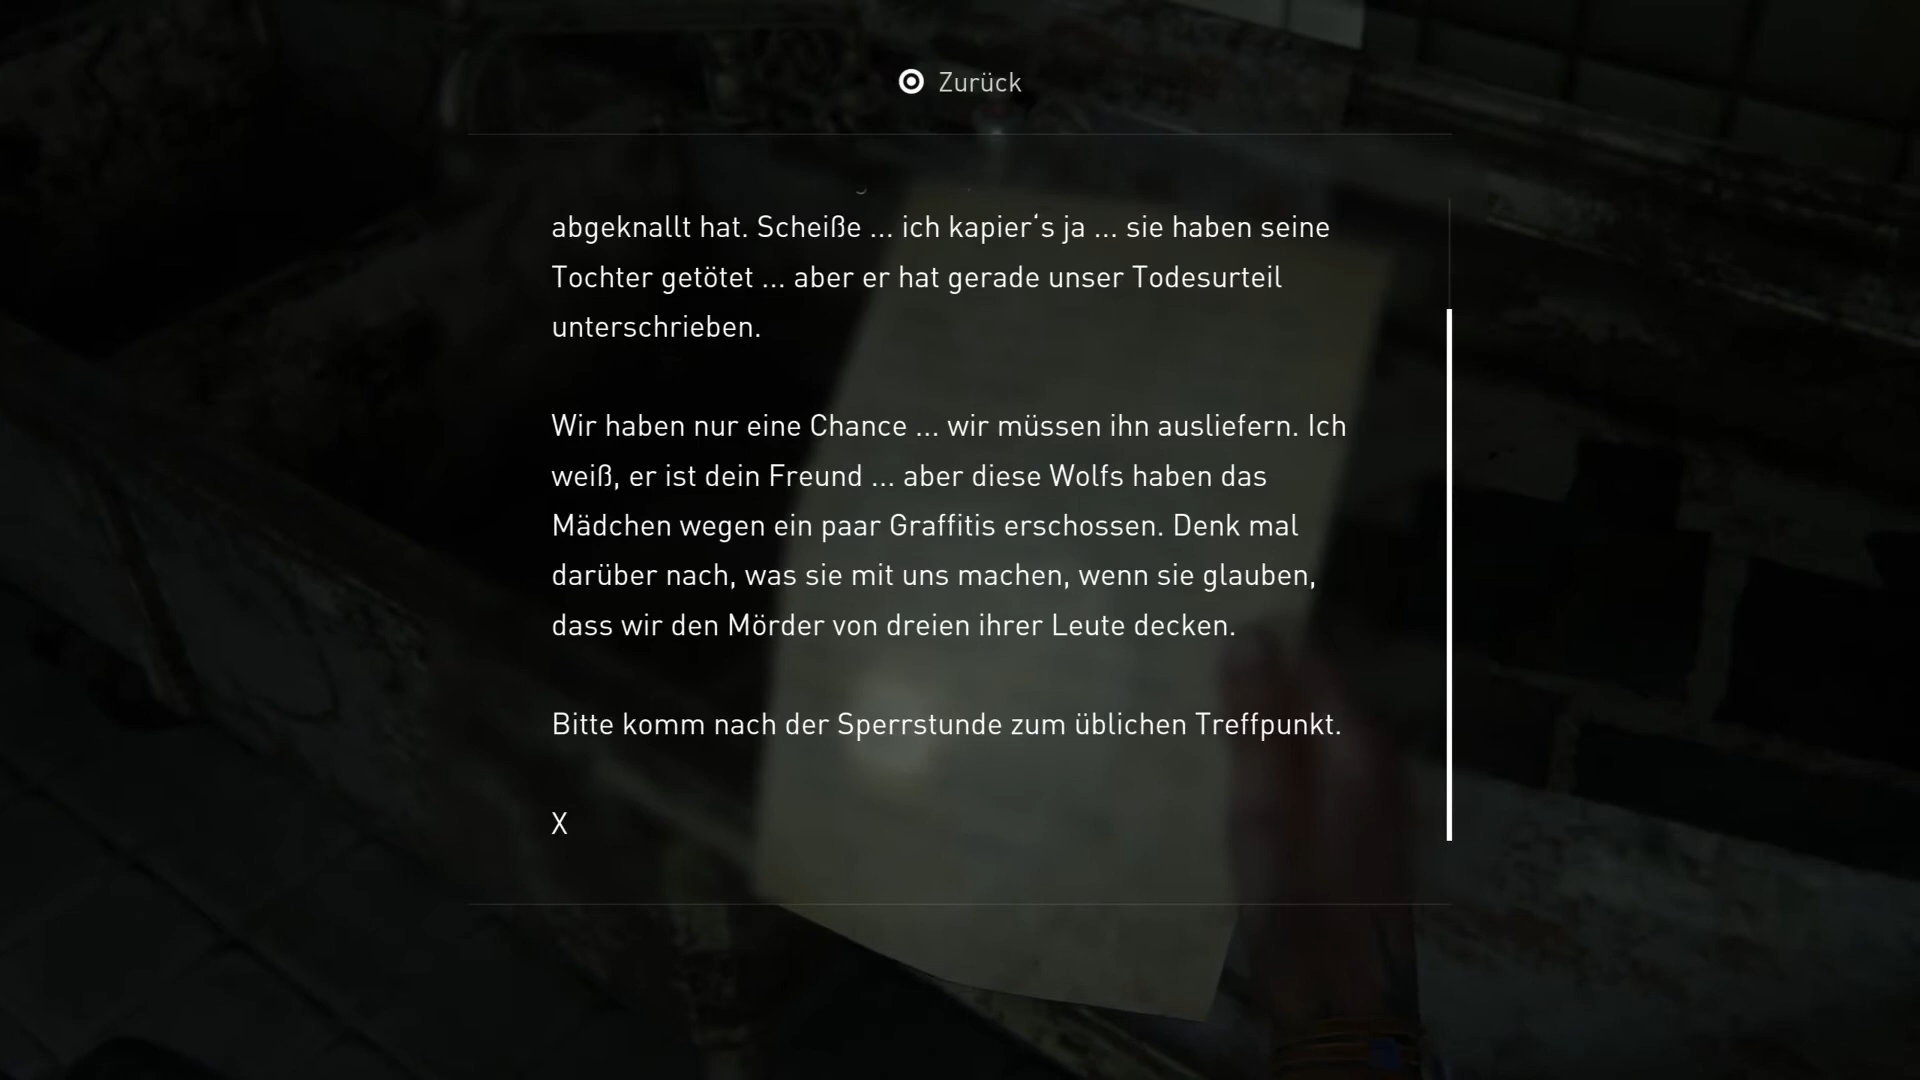 Zurück
abgeknallt hat. Scheiße ... ich kapier‘s ja ... sie haben seine
Tochter getötet ... aber er hat gerade unser Todesurteil
unterschrieben.
Wir haben nur eine Chance ... wir müssen ihn ausliefern. Ich
weiß, er ist dein Freund ... aber diese Wolfs haben das
Mädchen wegen ein paar Graffitis erschossen. Denk mal
darüber nach, was sie mit uns machen, wenn sie glauben,
dass wir den Mörder von dreien ihrer Leute decken.
Bitte komm nach der Sperrstunde zum üblichen Treffpunkt.
X